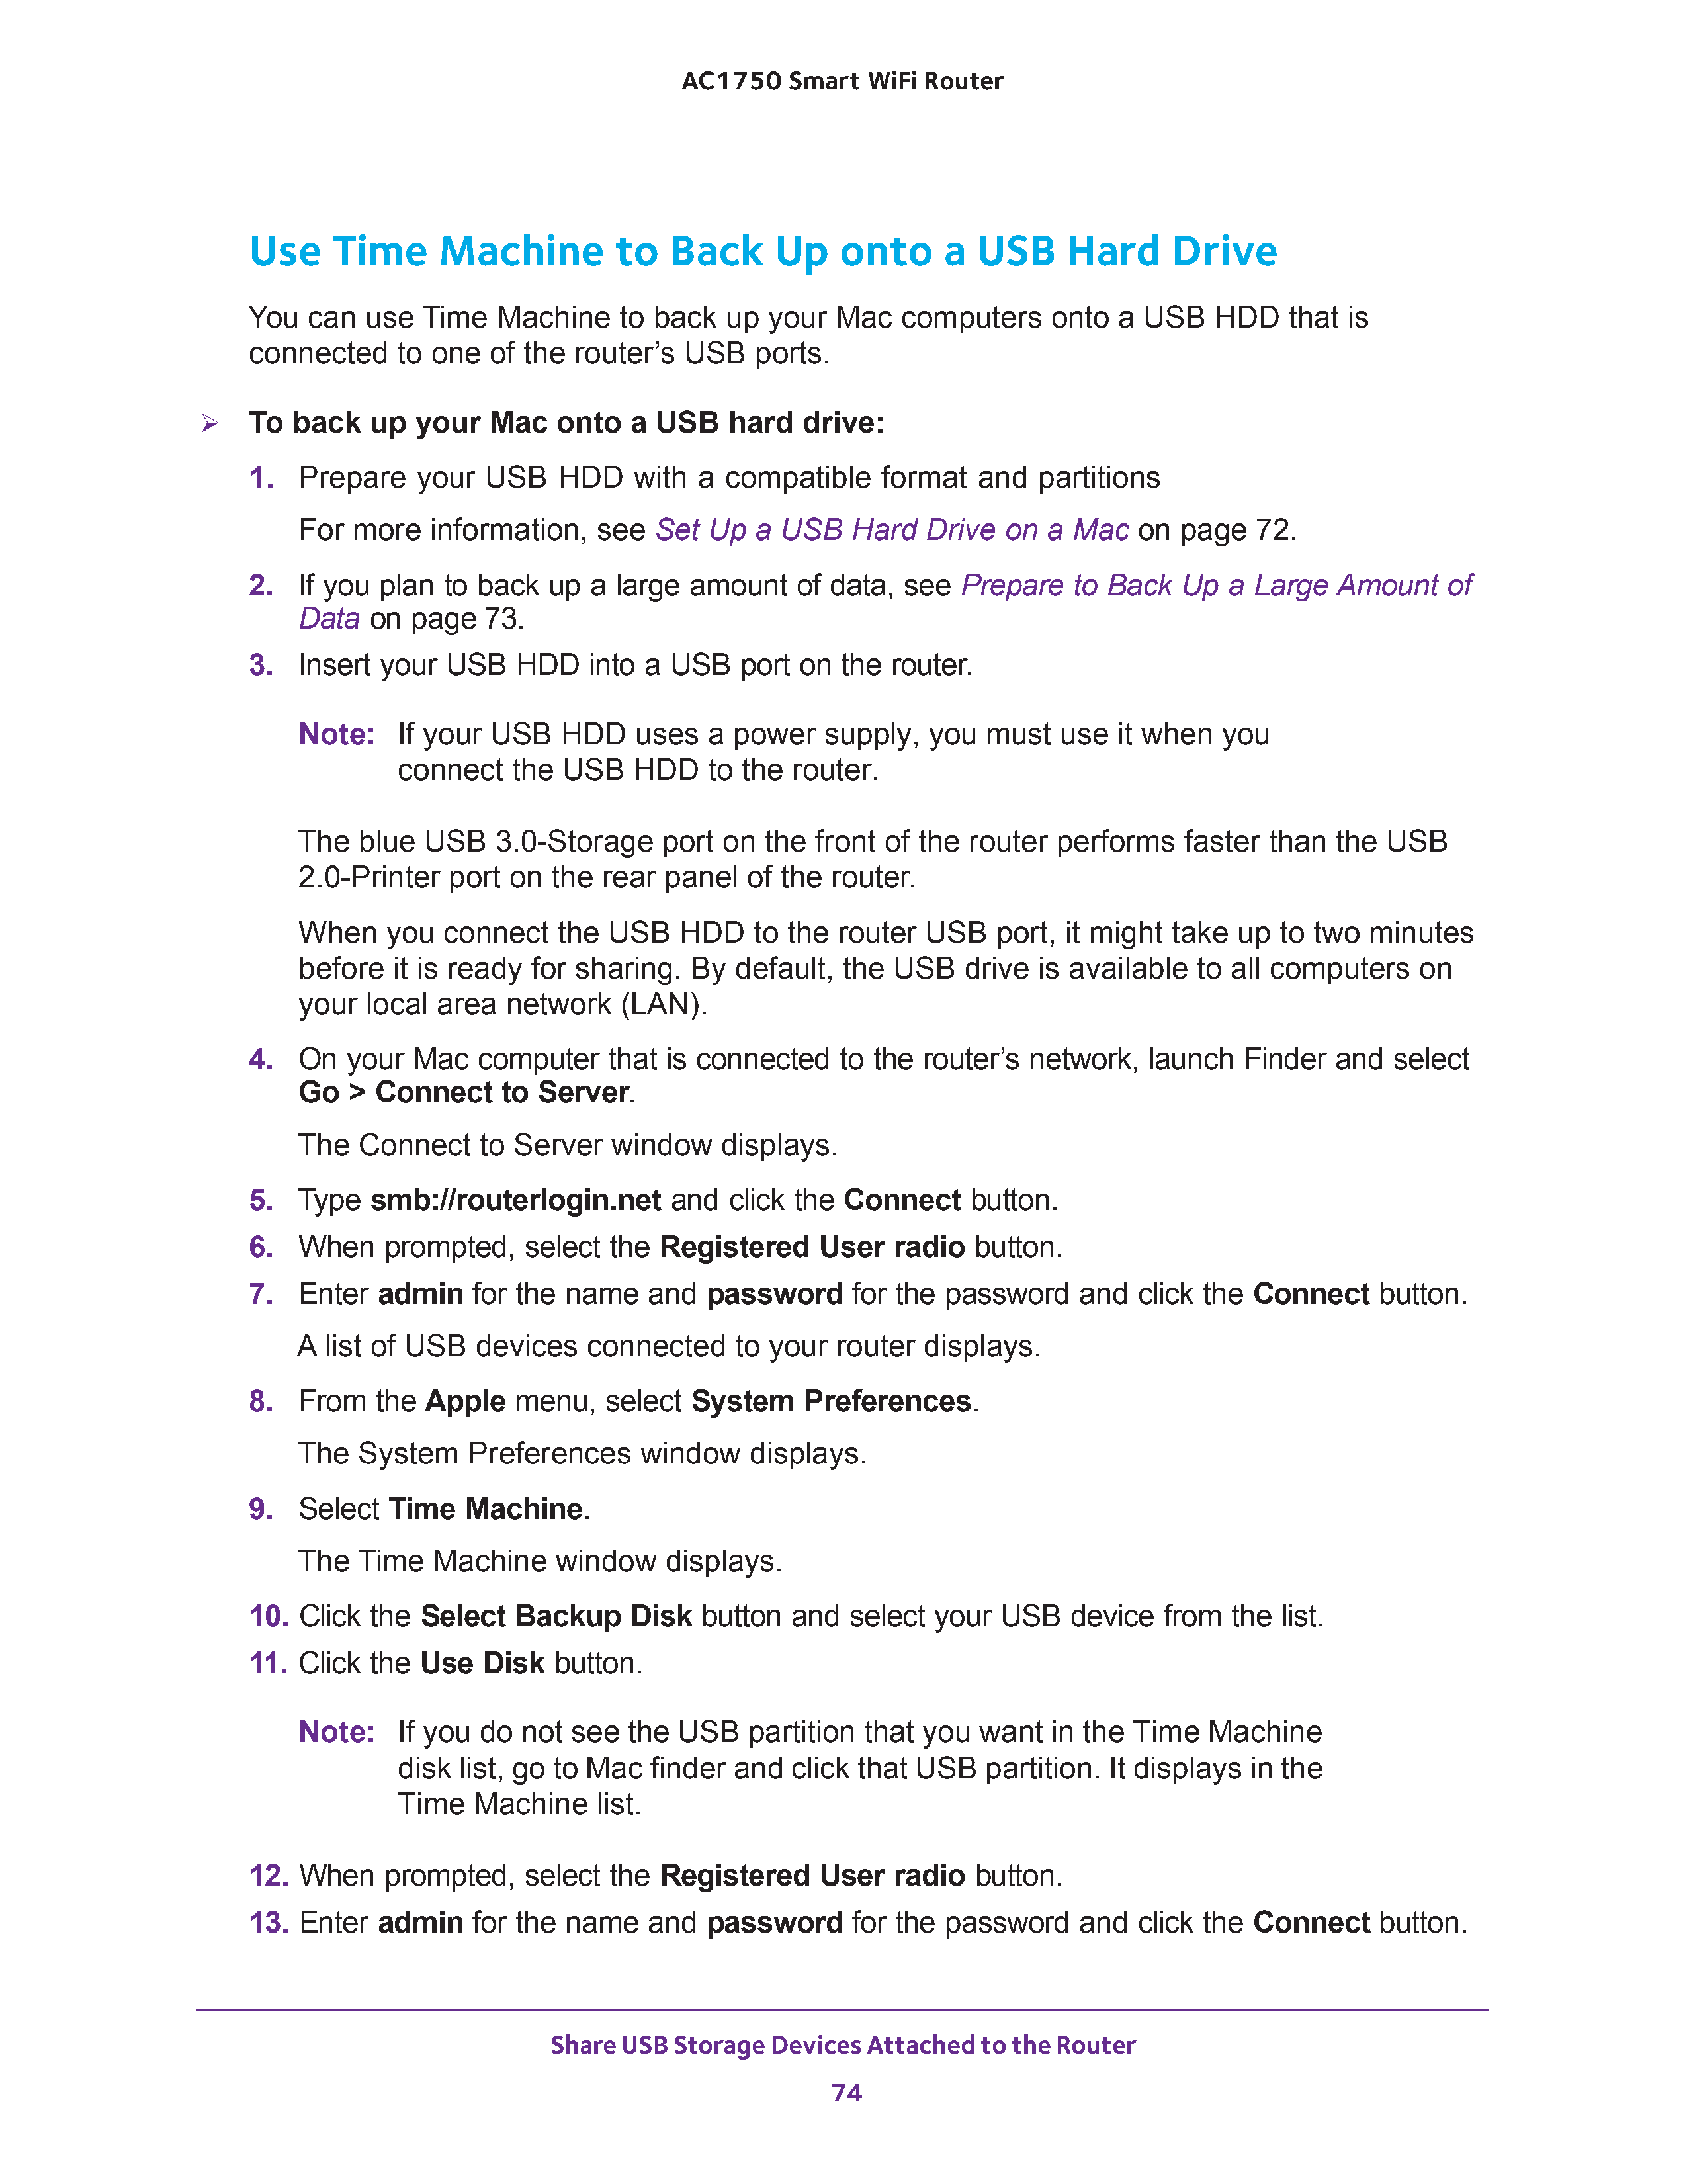 AC1750 Smart WiFi Router
Use Time Machine to Back Up onto a USB Hard Drive
You can use Time Machine to back up your Mac computers onto a USB HDD that is
connected to one of the router’s USB ports.
➢ To back up your Mac onto a USB hard drive:
1. Prepare your USB HDD with a compatible format and partitions
For more information, see Set Up a USB Hard Drive on a Mac on page 72.
2. If you plan to back up a large amount of data, see Prepare to Back Up a Large Amount of
Data on page 73.
3. Insert your USB HDD into a USB port on the router.
Note: If your USB HDD uses a power supply, you must use it when you
connect the USB HDD to the router.
The blue USB 3.0-Storage port on the front of the router performs faster than the USB
2.0-Printer port on the rear panel of the router.
When you connect the USB HDD to the router USB port, it might take up to two minutes
before it is ready for sharing. By default, the USB drive is available to all computers on
your local area network (LAN).
4. On your Mac computer that is connected to the router’s network, launch Finder and select
Go > Connect to Server.
The Connect to Server window displays.
5. Type smb://routerlogin.net and click the Connect button.
6. When prompted, select the Registered User radio button.
7. Enter admin for the name and password for the password and click the Connect button.
A list of USB devices connected to your router displays.
8. From the Apple menu, select System Preferences.
The System Preferences window displays.
9. Select Time Machine.
The Time Machine window displays.
10. Click the Select Backup Disk button and select your USB device from the list.
11. Click the Use Disk button.
Note: If you do not see the USB partition that you want in the Time Machine
disk list, go to Mac finder and click that USB partition. It displays in the
Time Machine list.
12. When prompted, select the Registered User radio button.
13. Enter admin for the name and password for the password and click the Connect button.
Share USB Storage Devices Attached to the Router
74